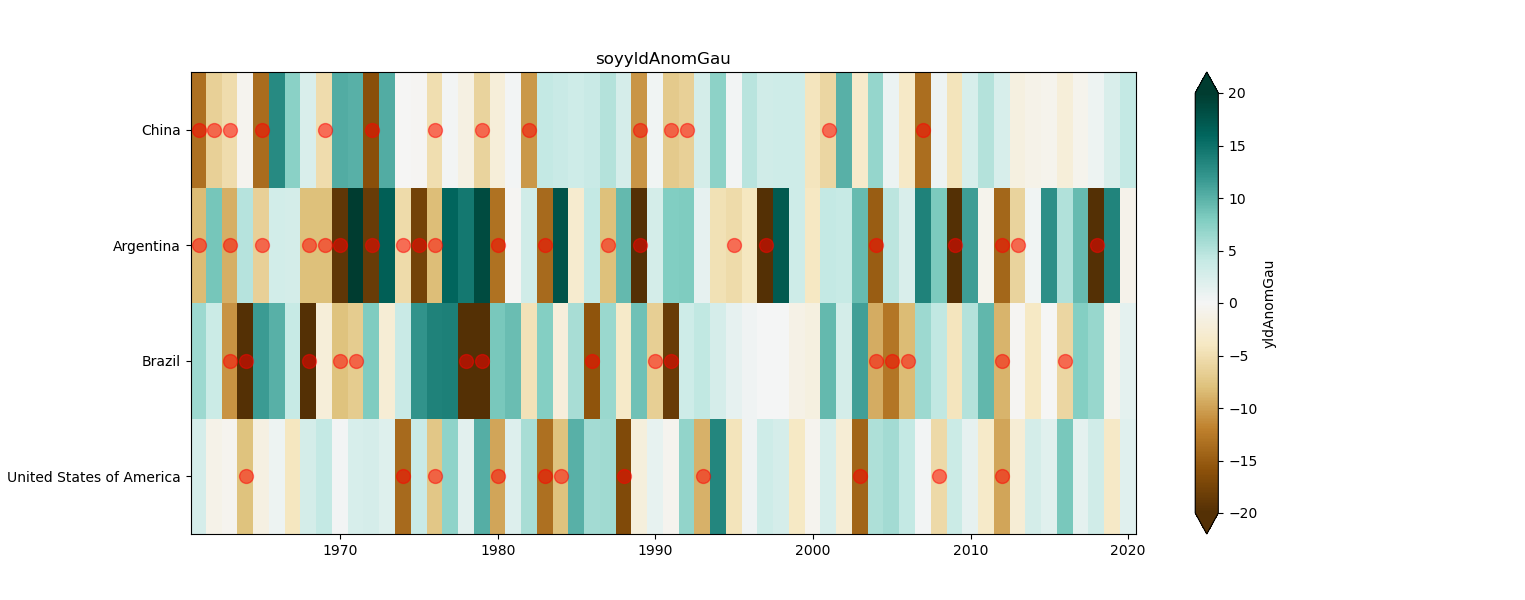 soyyldAnomGau
China
Argentina
Brazil
United States of America
1970
1980
1990
2000
2010
2020
20
15
10
5
0
−5
−10
−15
−20
yldAnomGau